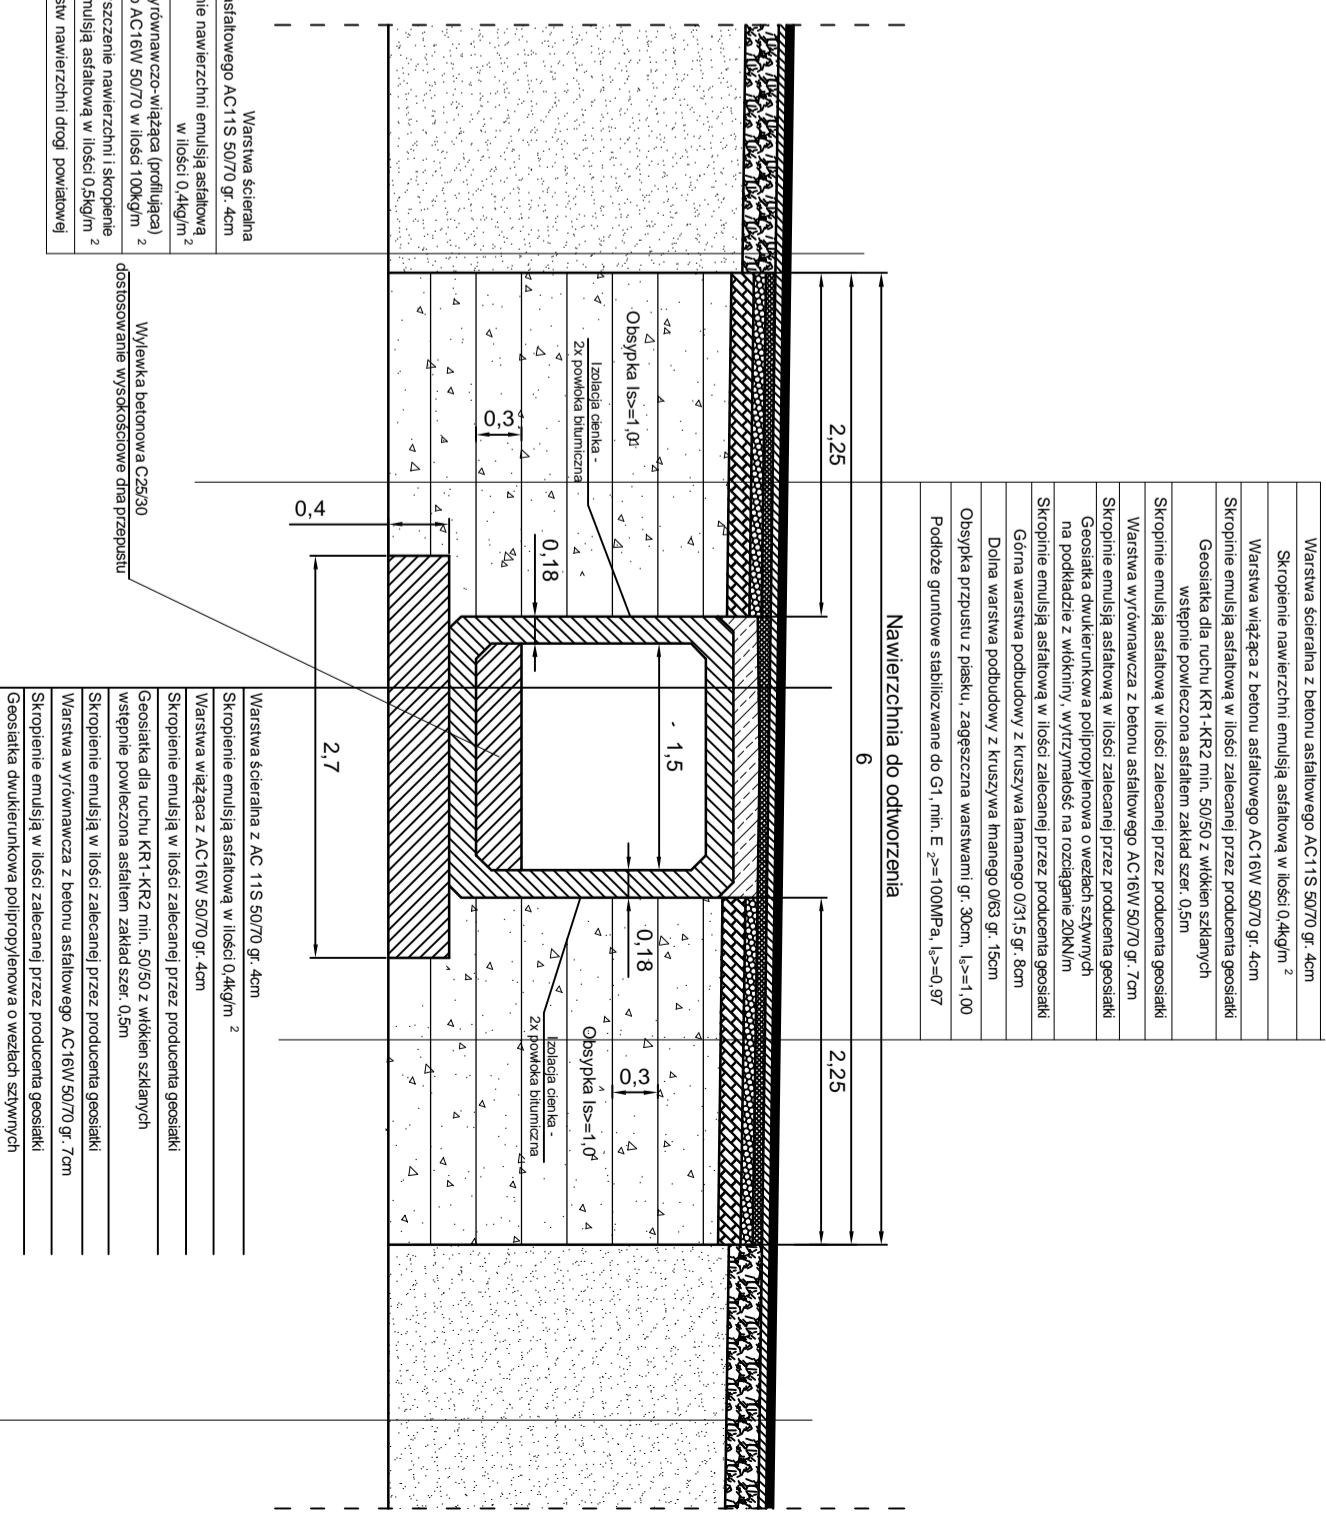 Warstwa ścieralna z betonu asfaltowego AC11S 50/70 gr. 4cm
Skropienie nawierzchni emulsją asfaltową w ilości 0,4kg/m 2
Warstwa wiążąca z betonu asfaltowego AC16W 50/70 gr. 4cm
Skropinie emulsją asfaltową w ilości zalecanej przez producenta geosiatki
Geosiatka dla ruchu KR1-KR2 min. 50/50 z włókien szklanych
wstępnie powleczona asfaltem zakład szer. 0,5m
Skropinie emulsją asfaltową w ilości zalecanej przez producenta geosiatki
Warstwa wyrównawcza z betonu asfaltowego AC16W 50/70 gr. 7cm
Skropinie emulsją asfaltową w ilości zalecanej przez producenta geosiatki
Geosiatka dwukierunkowa polipropylenowa o wezłach sztywnych
na podkładzie z włókniny, wytrzymałość na rozciąganie 20kN/m
Skropinie emulsją asfaltową w ilości zalecanej przez producenta geosiatki
Górna warstwa podbudowy z kruszywa łamanego 0/31,5 gr. 8cm
Dolna warstwa podbudowy z kruszywa łmanego 0/63 gr. 15cm
Obsypka przpustu z piasku, zagęszczona warstwami gr. 30cm, Is>=1,00
Podłoże gruntowe stabilizowane do G1, min. E 2>=100MPa, Is>=0,97
Nawierzchnia do odtworzenia
6
2,25
2,25
Obsypka Is>=1,0
Izolacja cienka -
2x powłoka bitumiczna
0,3
0,18
- 1,5
0,18
Obsypka Is>=1,0
Izolacja cienka -
2x powłoka bitumiczna
0,3
0,4
2,7
Wylewka betonowa C25/30
dostosowanie wysokościowe dna przepustu
Warstwa ścieralna
asfaltowego AC11S 50/70 gr. 4cm
nie nawierzchni emulsją asfaltową
w ilości 0,4kg/m 2
yrównawczo-wiążąca (profilująca)
o AC16W 50/70 w ilości 100kg/m 2
szczenie nawierzchni i skropienie
mulsją asfaltową w ilości 0,5kg/m 2
stw nawierzchni drogi powiatowej
Warstwa ścieralna z AC 11S 50/70 gr. 4cm
Skropienie emulsją asfaltową w ilości 0,4kg/m 2
Warstwa wiążąca z AC16W 50/70 gr. 4cm
Skropienie emulsją w ilości zalecanej przez producenta geosiatki
Geosiatka dla ruchu KR1-KR2 min. 50/50 z włókien szklanych
wstępnie powleczona asfaltem zakład szer. 0,5m
Skropienie emulsją w ilości zalecanej przez producenta geosiatki
Warstwa wyrównawcza z betonu asfaltowego AC16W 50/70 gr. 7cm
Skropienie emulsją w ilości zalecanej przez producenta geosiatki
Geosiatka dwukierunkowa polipropylenowa o wezłach sztywnych